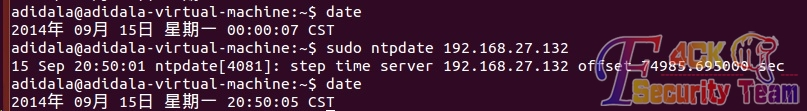 adidala@adidala-virtual-machine:~$ date
2014年 09月 15日 星期一 00:00:07 CST
adidala@adidala-virtual-machine:~$ sudo ntpdate 192.168.27.132
15 Sep 20:50:01 ntpdate[4081]: step time server 192.168.27.132 offset 74985.695000 sec
adidala@adidala-virtual-machine:~$ date
2014年 09月 15日 星期一 20:50:05 CST
F4CK
Security Team